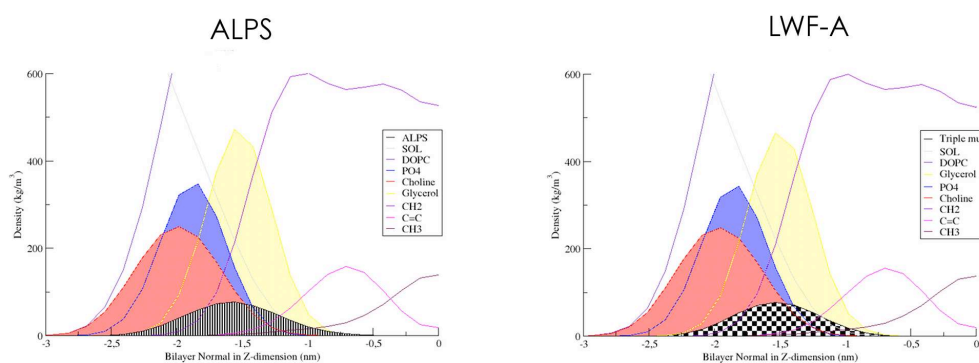 ALPS
LWF-A
600
400
200
0
Density (kg/m³)
-3
-2,5
-2
-1,5
-1
-0,5
0
Bilayer Normal in Z-dimension (nm)
ALPS
SOL
DOPC
PO4
Choline
Glycerol
CH2
C=C
CH3
600
400
200
0
Density (kg/m³)
-3
-2,5
-2
-1,5
-1
-0,5
0
Bilayer Normal in Z-dimension (nm)
Triple mu
SOL
DOPC
Glycerol
PO4
Choline
CH2
C=C
CH3